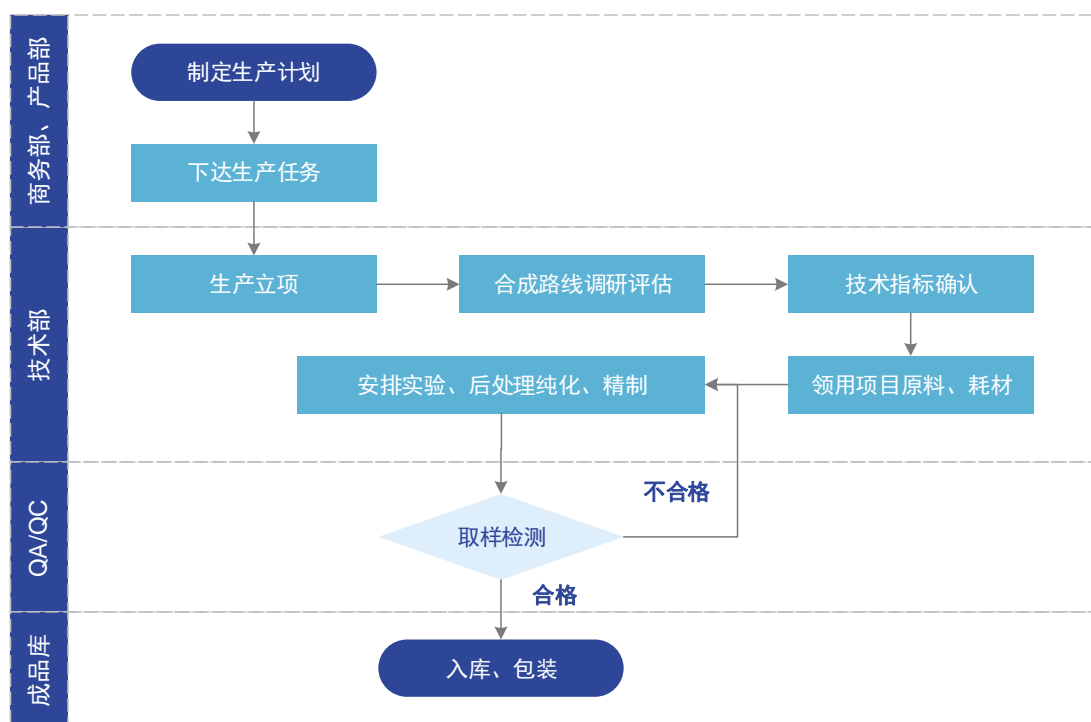 商务部、产品部
制定生产计划
下达生产任务
技术部
生产立项
合成路线调研评估
技术指标确认
安排实验、后处理纯化、精制
领用项目原料、耗材
QA/QC
不合格
取样检测
合格
成品库
入库、包装